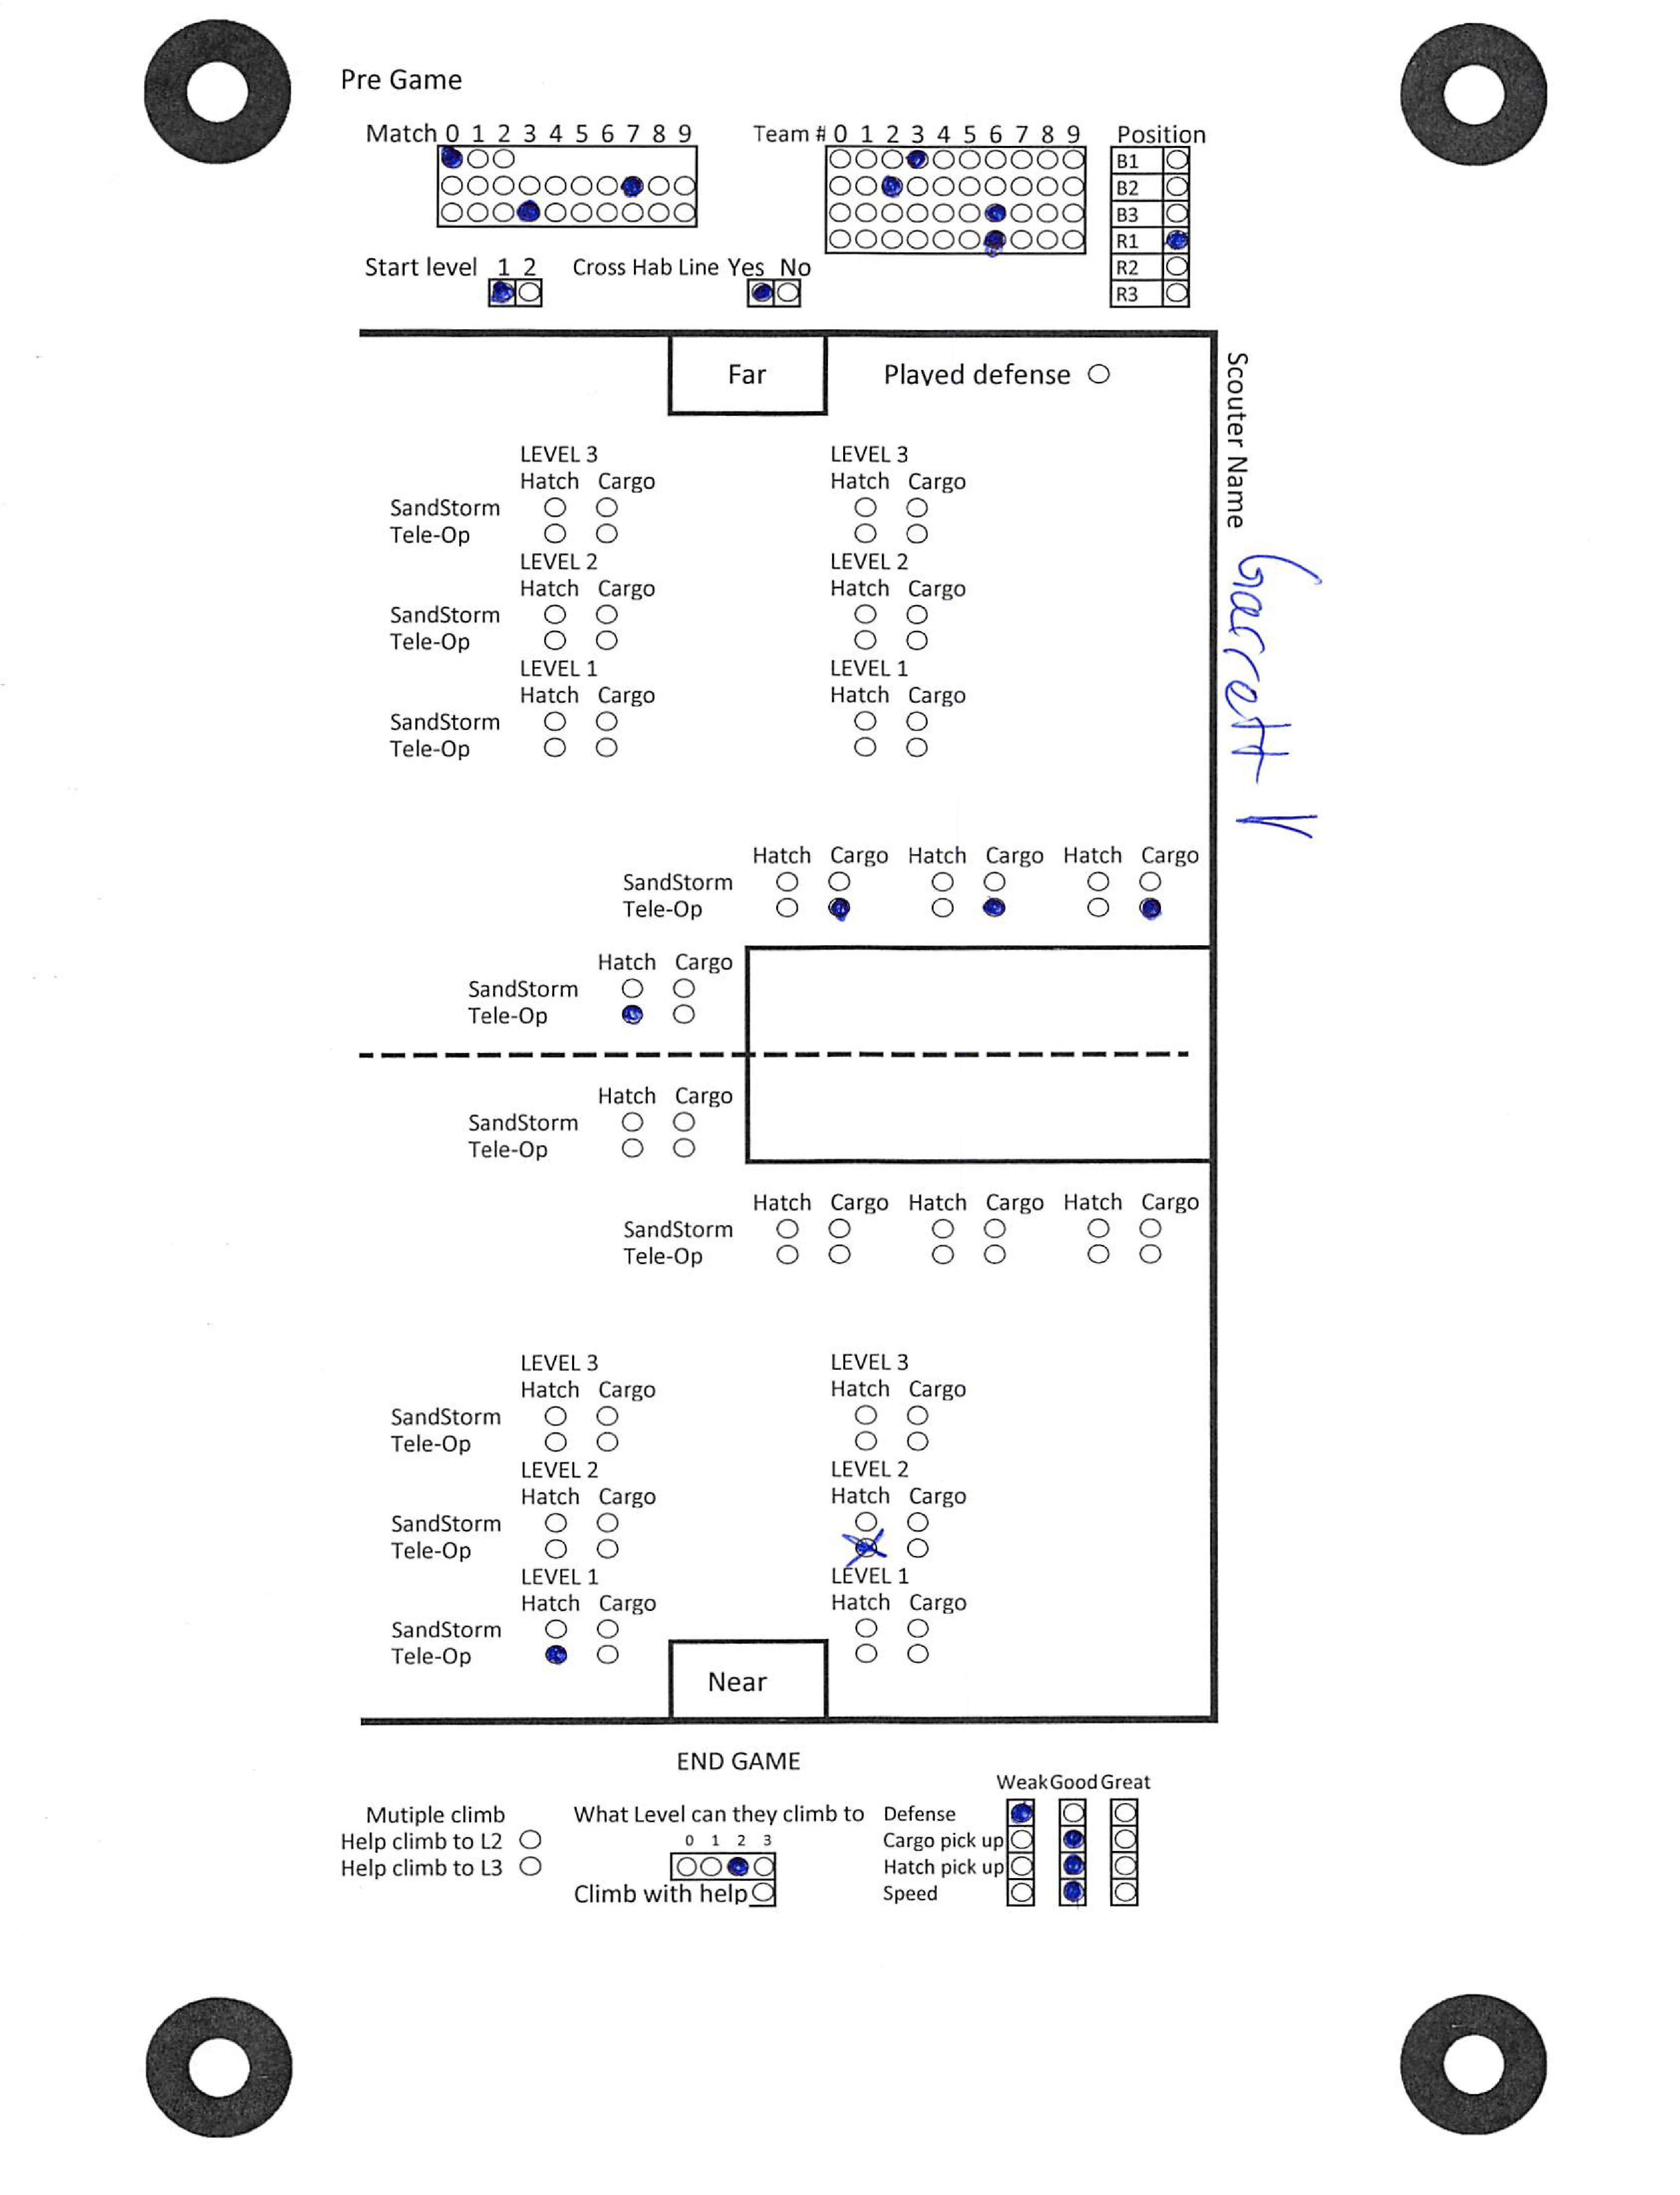 Pre Game
Match 0 1 2 3 4 5 6 7 8 9
Team # 0 1 2 3 4 5 6 7 8 9
Position
B1
B2
B3
R1
R2
R3
Start level 1 2
Cross Hab Line Yes No
Far
Played defense
Scouter Name Garrett V
LEVEL 3 LEVEL 3
Hatch Cargo Hatch Cargo
SandStorm
Tele-Op
LEVEL 2 LEVEL 2
Hatch Cargo Hatch Cargo
SandStorm
Tele-Op
LEVEL 1 LEVEL 1
Hatch Cargo Hatch Cargo
SandStorm
Tele-Op
Hatch Cargo Hatch Cargo Hatch Cargo
SandStorm
Tele-Op
Hatch Cargo
SandStorm
Tele-Op
Hatch Cargo
SandStorm
Tele-Op
Hatch Cargo Hatch Cargo Hatch Cargo
SandStorm
Tele-Op
LEVEL 3 LEVEL 3
Hatch Cargo Hatch Cargo
SandStorm
Tele-Op
LEVEL 2 LEVEL 2
Hatch Cargo Hatch Cargo
SandStorm
Tele-Op
LEVEL 1 LEVEL 1
Hatch Cargo Hatch Cargo
SandStorm
Tele-Op
Near
END GAME
Mutiple climb
Help climb to L2
Help climb to L3
What Level can they climb to
0 1 2 3
Climb with help
Weak Good Great
Defense
Cargo pick up
Hatch pick up
Speed